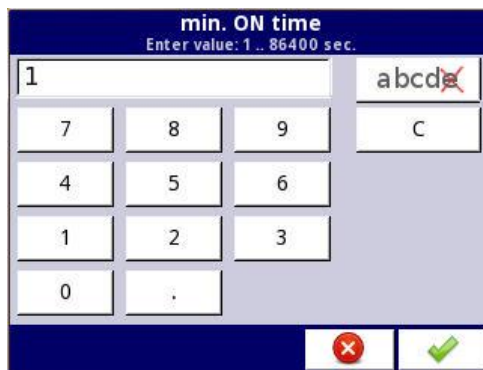 min. ON time
Enter value: 1 .. 86400 sec.
1
abcde
7 8 9 C
4 5 6
1 2 3
0 .